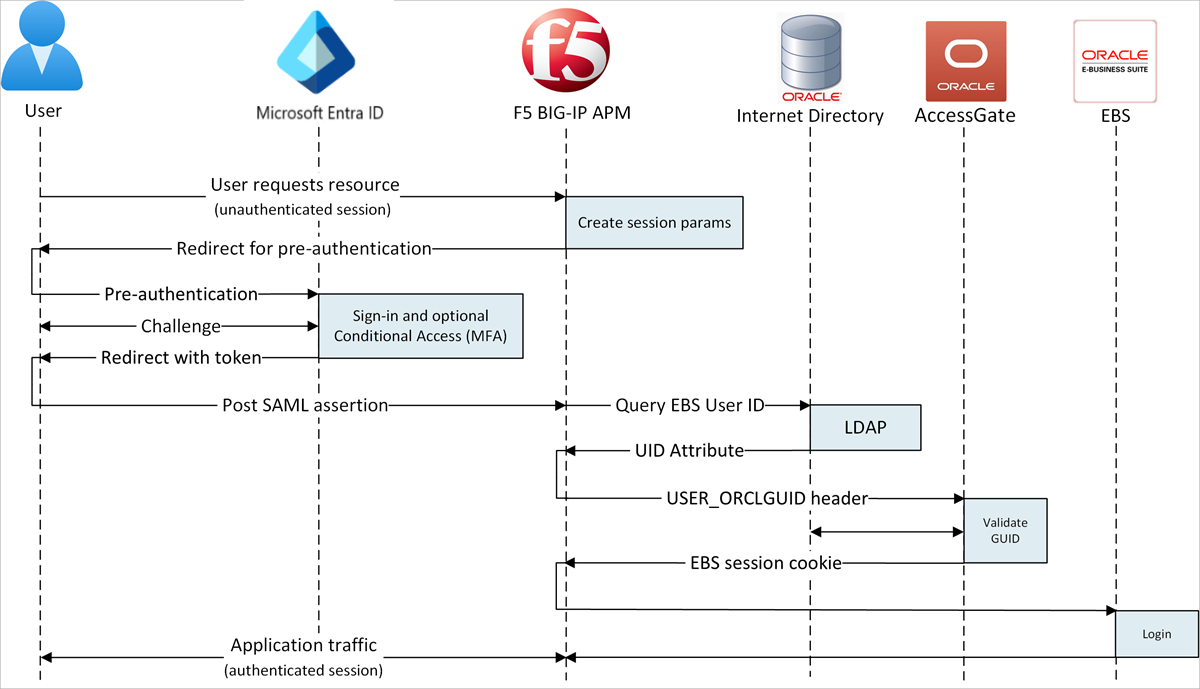 f5
ORACLE
ORACLE
ORACLE
E-BUSINESS SUITE
User
Microsoft Entra ID
F5 BIG-IP APM
Internet Directory
AccessGate
EBS
User requests resource
(unauthenticated session)
Create session params
Redirect for pre-authentication
Pre-authentication
Sign-in and optional
Conditional Access (MFA)
Challenge
Redirect with token
Post SAML assertion
Query EBS User ID
LDAP
UID Attribute
USER_ORCLGUID header
Validate
GUID
EBS session cookie
Login
Application traffic
(authenticated session)